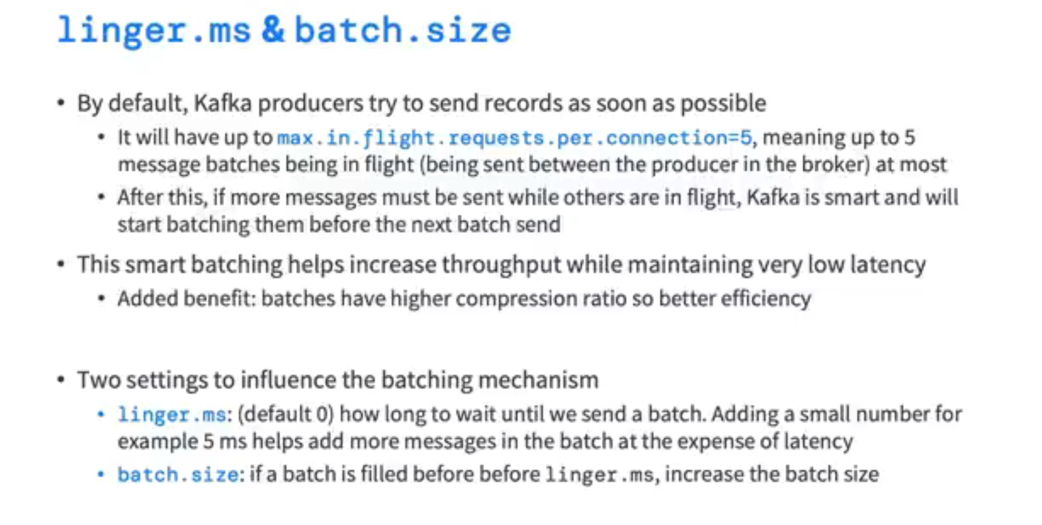 linger.ms & batch.size
• By default, Kafka producers try to send records as soon as possible
• It will have up to max.in.flight.requests.per.connection=5, meaning up to 5
message batches being in flight (being sent between the producer in the broker) at most
• After this, if more messages must be sent while others are in flight, Kafka is smart and will
start batching them before the next batch send
• This smart batching helps increase throughput while maintaining very low latency
• Added benefit: batches have higher compression ratio so better efficiency
• Two settings to influence the batching mechanism
• linger.ms: (default 0) how long to wait until we send a batch. Adding a small number for
example 5 ms helps add more messages in the batch at the expense of latency
• batch.size: if a batch is filled before before linger.ms, increase the batch size